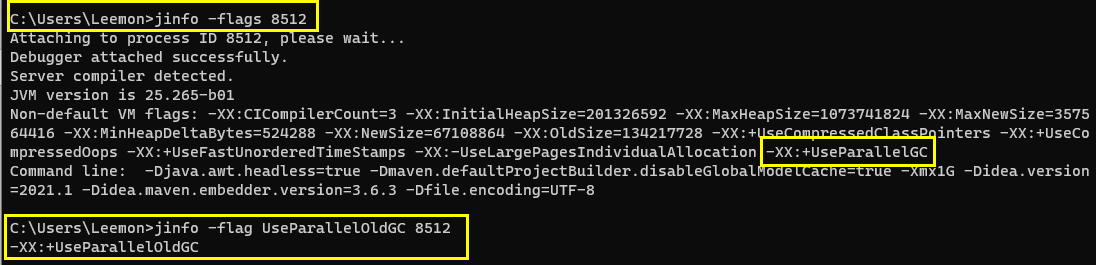 C:\Users\Leemon>jinfo -flags 8512
Attaching to process ID 8512, please wait...
Debugger attached successfully.
Server compiler detected.
JVM version is 25.265-b01
Non-default VM flags: -XX:CICompilerCount=3 -XX:InitialHeapSize=201326592 -XX:MaxHeapSize=1073741824 -XX:MaxNewSize=3575
64416 -XX:MinHeapDeltaBytes=524288 -XX:NewSize=67108864 -XX:OldSize=134217728 -XX:+UseCompressedClassPointers -XX:+UseCo
mpressedOops -XX:+UseFastUnorderedTimeStamps -XX:-UseLargePagesIndividualAllocation -XX:+UseParallelGC
Command line:  -Djava.awt.headless=true -Dmaven.defaultProjectBuilder.disableGlobalModelCache=true -Xmx1G -Didea.version
=2021.1 -Didea.maven.embedder.version=3.6.3 -Dfile.encoding=UTF-8
C:\Users\Leemon>jinfo -flag UseParallelOldGC 8512
-XX:+UseParallelOldGC